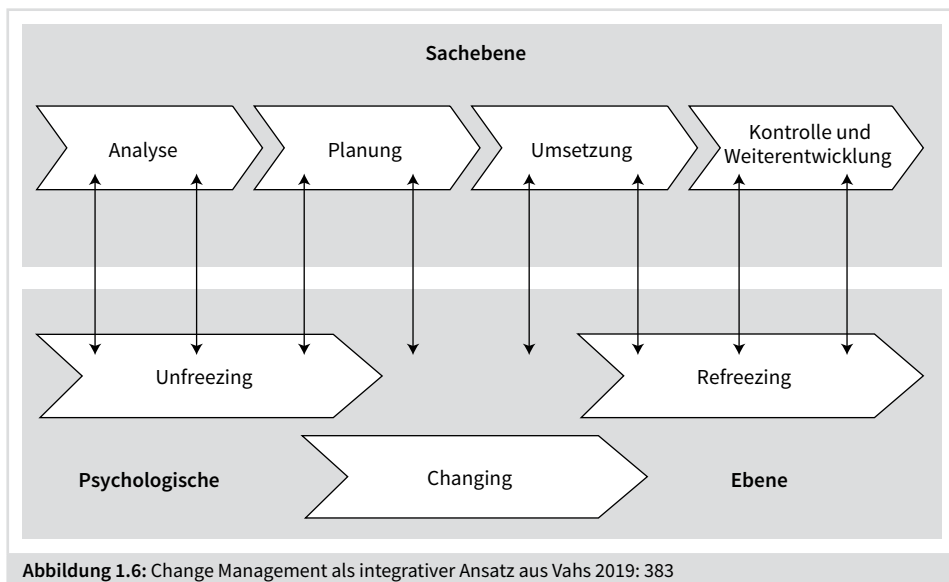 Sachebene
Analyse
Planung
Umsetzung
Kontrolle und
Weiterentwicklung
Unfreezing
Refreezing
Changing
Psychologische
Ebene
Abbildung 1.6: Change Management als integrativer Ansatz aus Vahs 2019: 383